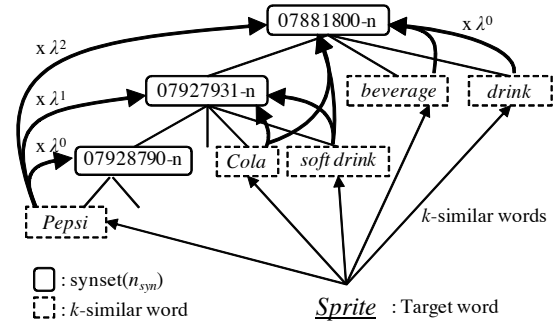 07881800-n
x λ⁰
x λ²
x λ¹
07927931-n
beverage
drink
x λ⁰
07928790-n
Cola
soft drink
Pepsi
k-similar words
: synset(nₛᵧₙ)
: k-similar word
Sprite : Target word